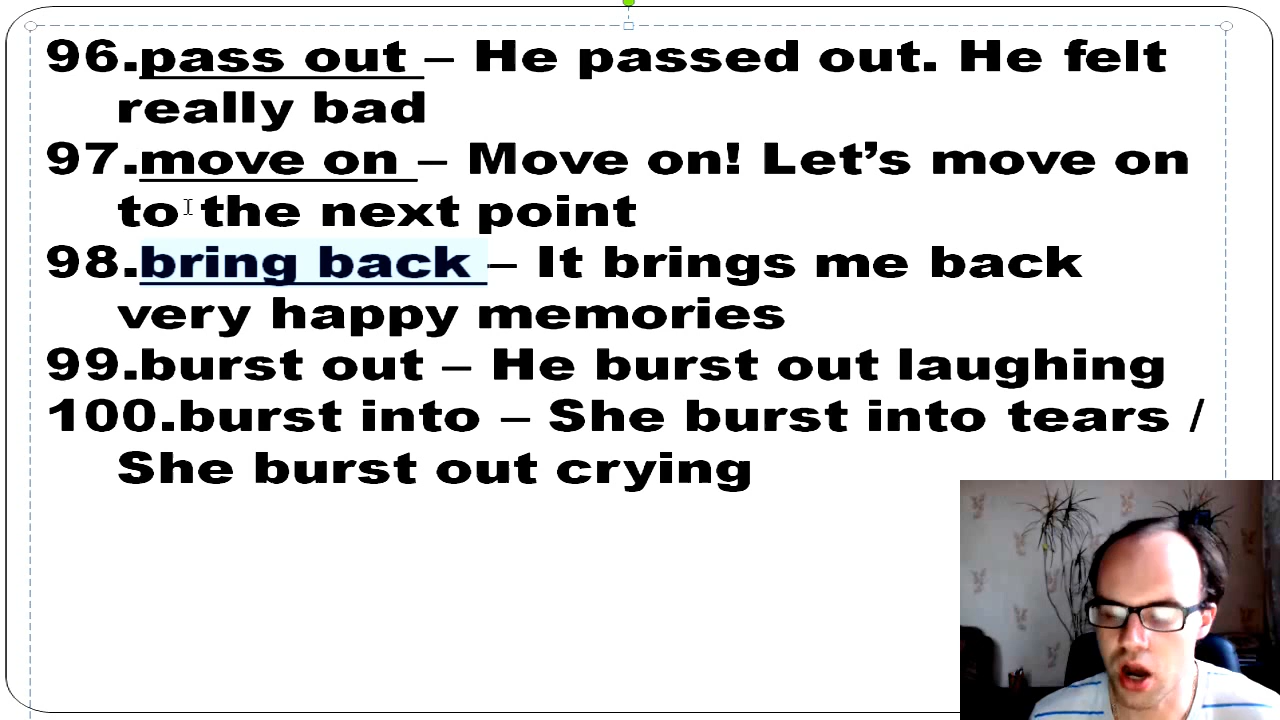 96.pass out – He passed out. He felt
really bad
97.move on – Move on! Let’s move on
to the next point
98.bring back – It brings me back
very happy memories
99.burst out – He burst out laughing
100.burst into – She burst into tears /
She burst out crying